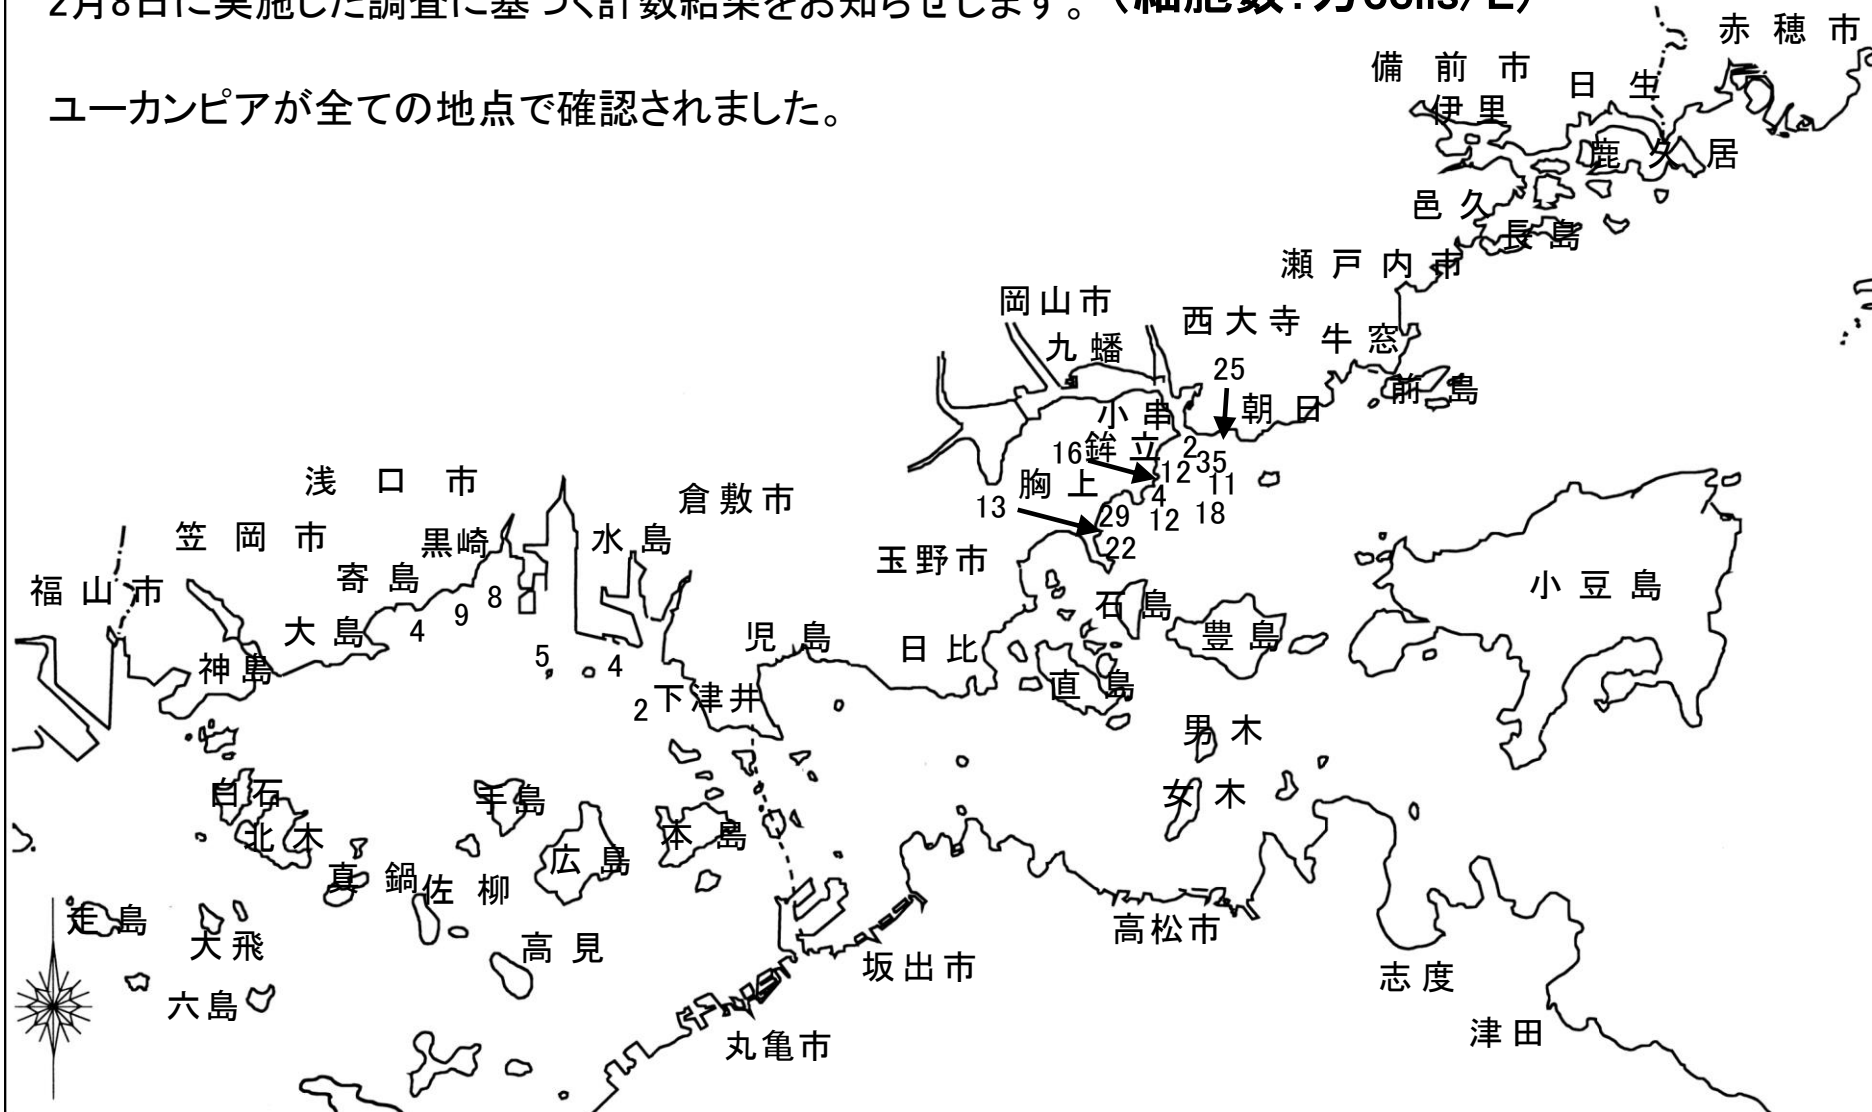 2月8日に実施した調査に基づく計数結果をお知らせします。（細胞数：万cells/L）
ユーカンピアが全ての地点で確認されました。
赤穂市
備前市
日生
伊里
鹿久居
邑久
長島
瀬戸内市
岡山市
西大寺
牛窓
九蟠
25
前島
小串
朝日
16
鉾立
2
35
12
胸上
11
4
13
29
12
18
22
浅口市
倉敷市
笠岡市
黒崎
水島
玉野市
福山市
寄島
8
9
石島
小豆島
大島
4
児島
日比
豊島
5
4
神島
2
下津井
直島
男木
白石
手島
女木
北木
本島
広島
真鍋
佐柳
走島
大飛
高見
高松市
坂出市
志度
六島
丸亀市
津田